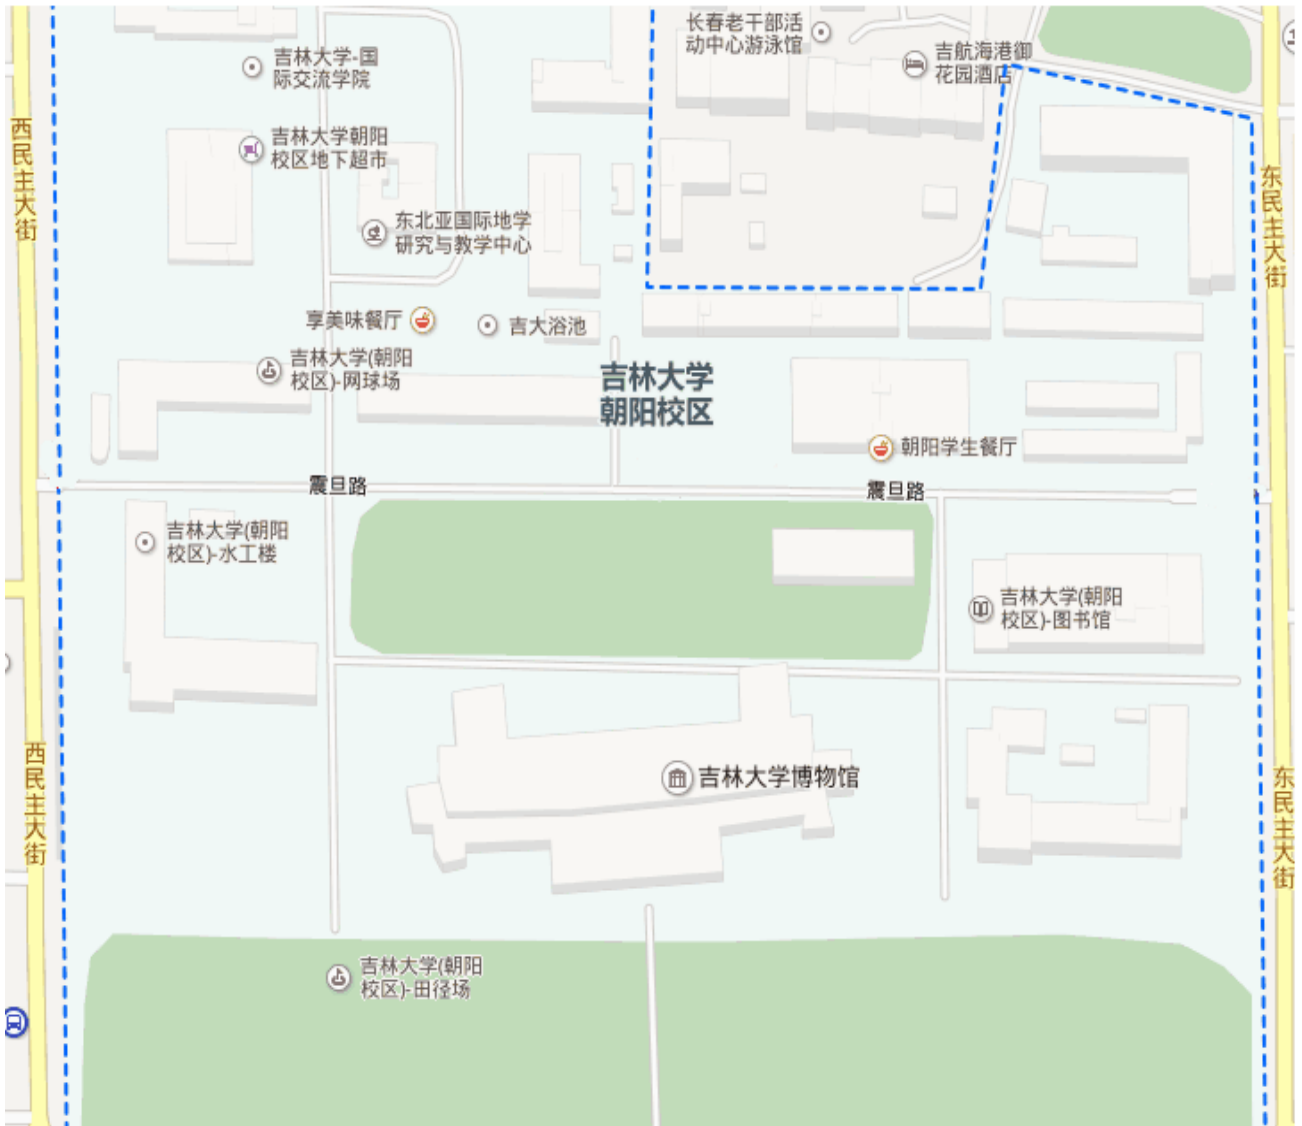 长春老干部活
动中心游泳馆
吉林大学-国
际交流学院
吉航海港御
花园酒店
西民主大街
吉林大学朝阳
校区地下超市
东民主大街
东北亚国际地学
研究与教学中心
享美味餐厅
吉大浴池
吉林大学(朝阳
校区)-网球场
吉林大学
朝阳校区
朝阳学生餐厅
震旦路
震旦路
吉林大学(朝阳
校区)-水工楼
吉林大学(朝阳
校区)-图书馆
西民主大街
吉林大学博物馆
东民主大街
吉林大学(朝阳
校区)-田径场